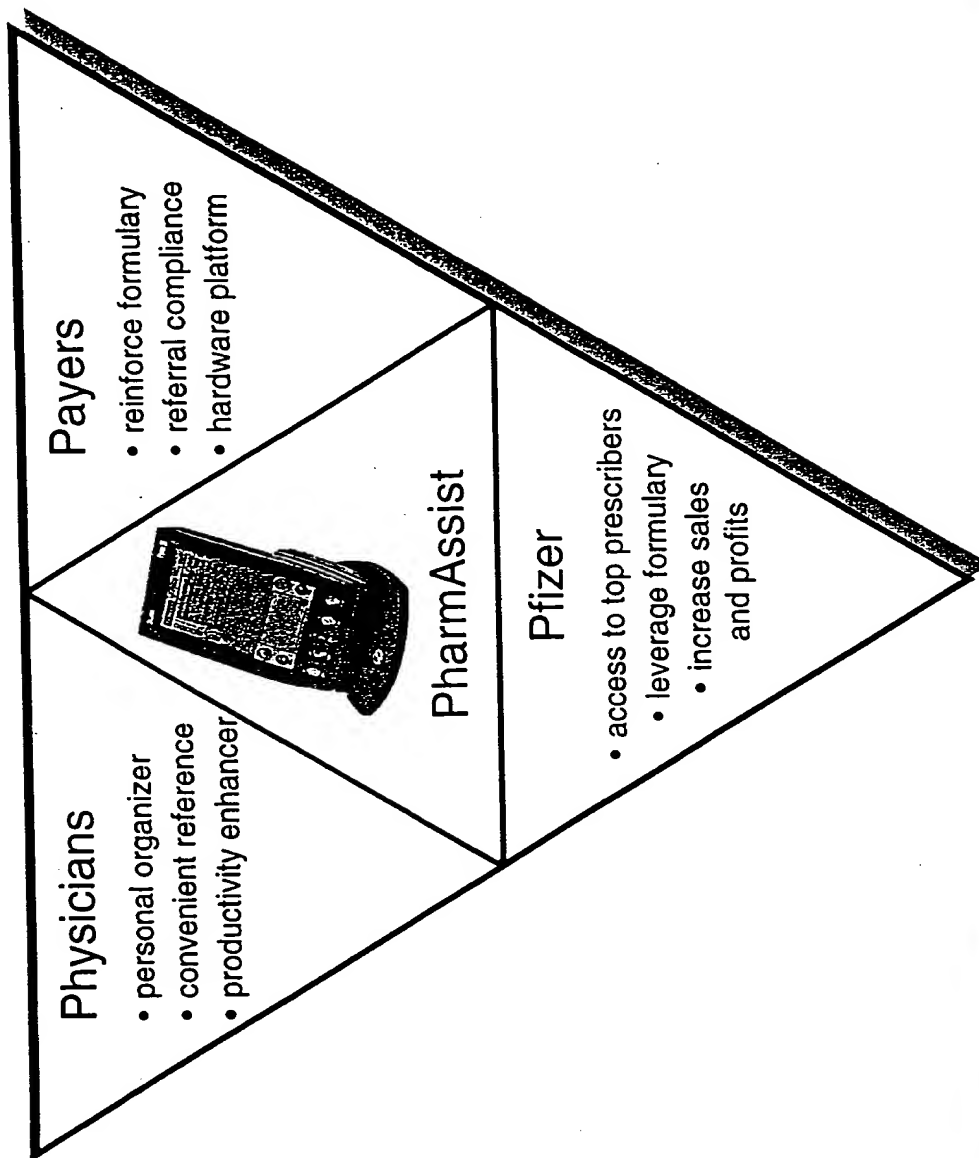 Physicians
• personal organizer
• convenient reference
• productivity enhancer
Payers
• reinforce formulary
• referral compliance
• hardware platform
PharmAssist
Pfizer
• access to top prescribers
• leverage formulary
• increase sales
and profits